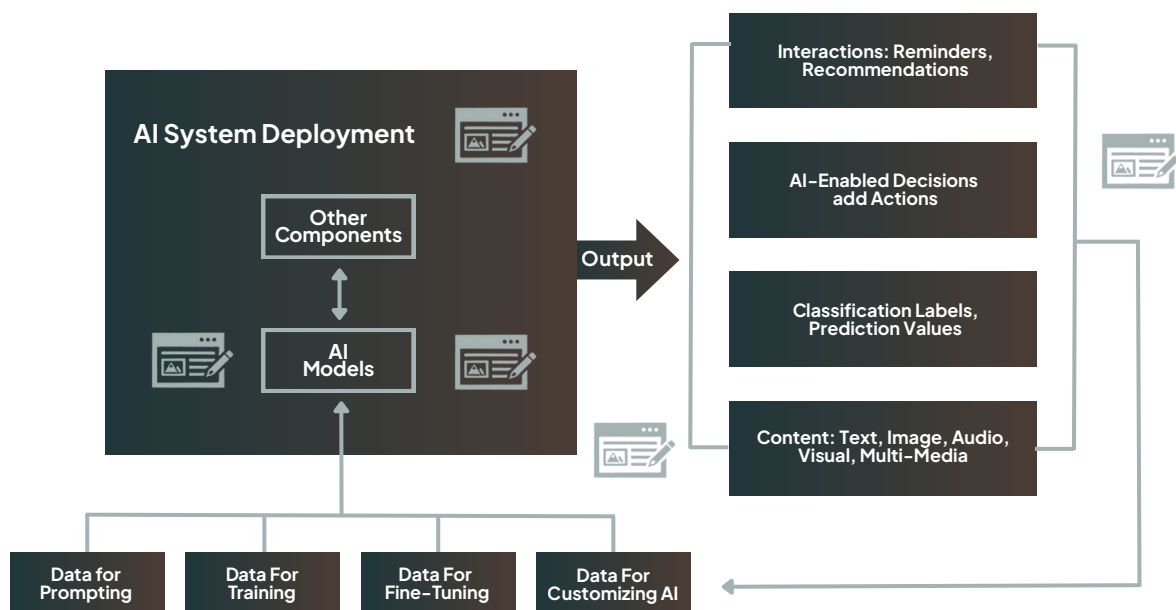 AI System Deployment
Other
Components
AI
Models
Output
Interactions: Reminders,
Recommendations
AI-Enabled Decisions
add Actions
Classification Labels,
Prediction Values
Content: Text, Image, Audio,
Visual, Multi-Media
Data for
Prompting
Data For
Training
Data For
Fine-Tuning
Data For
Customizing AI